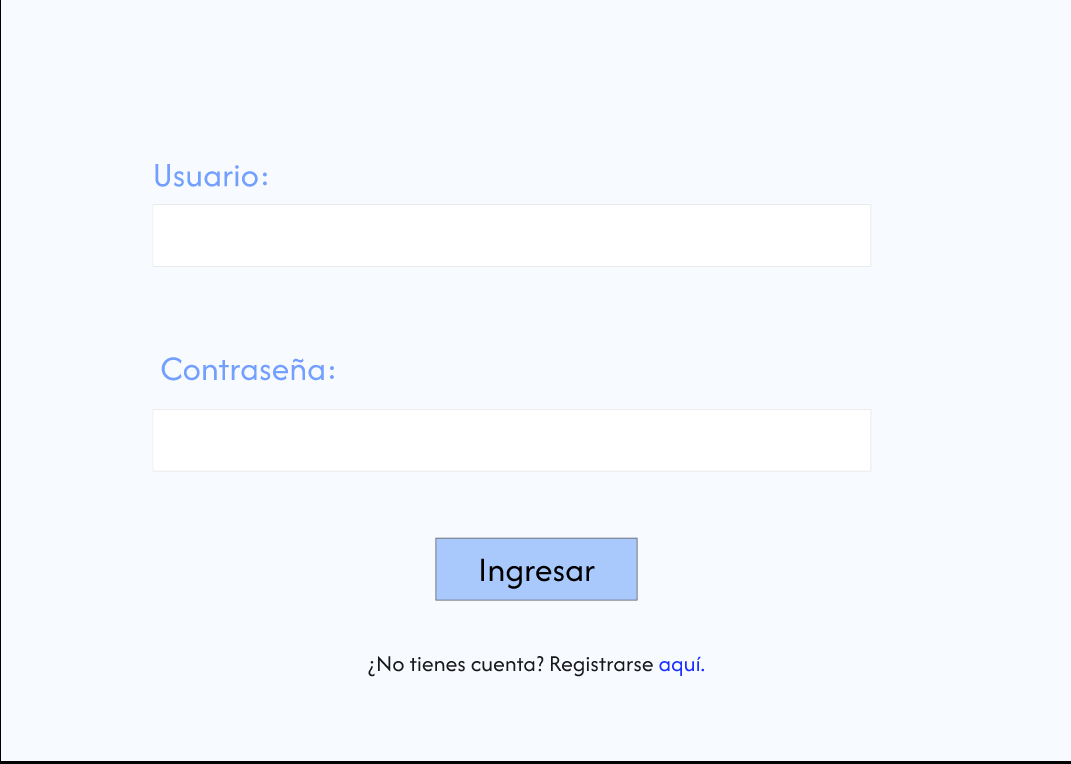 Usuario:
Contraseña:
Ingresar
¿No tienes cuenta? Registrarse aquí.